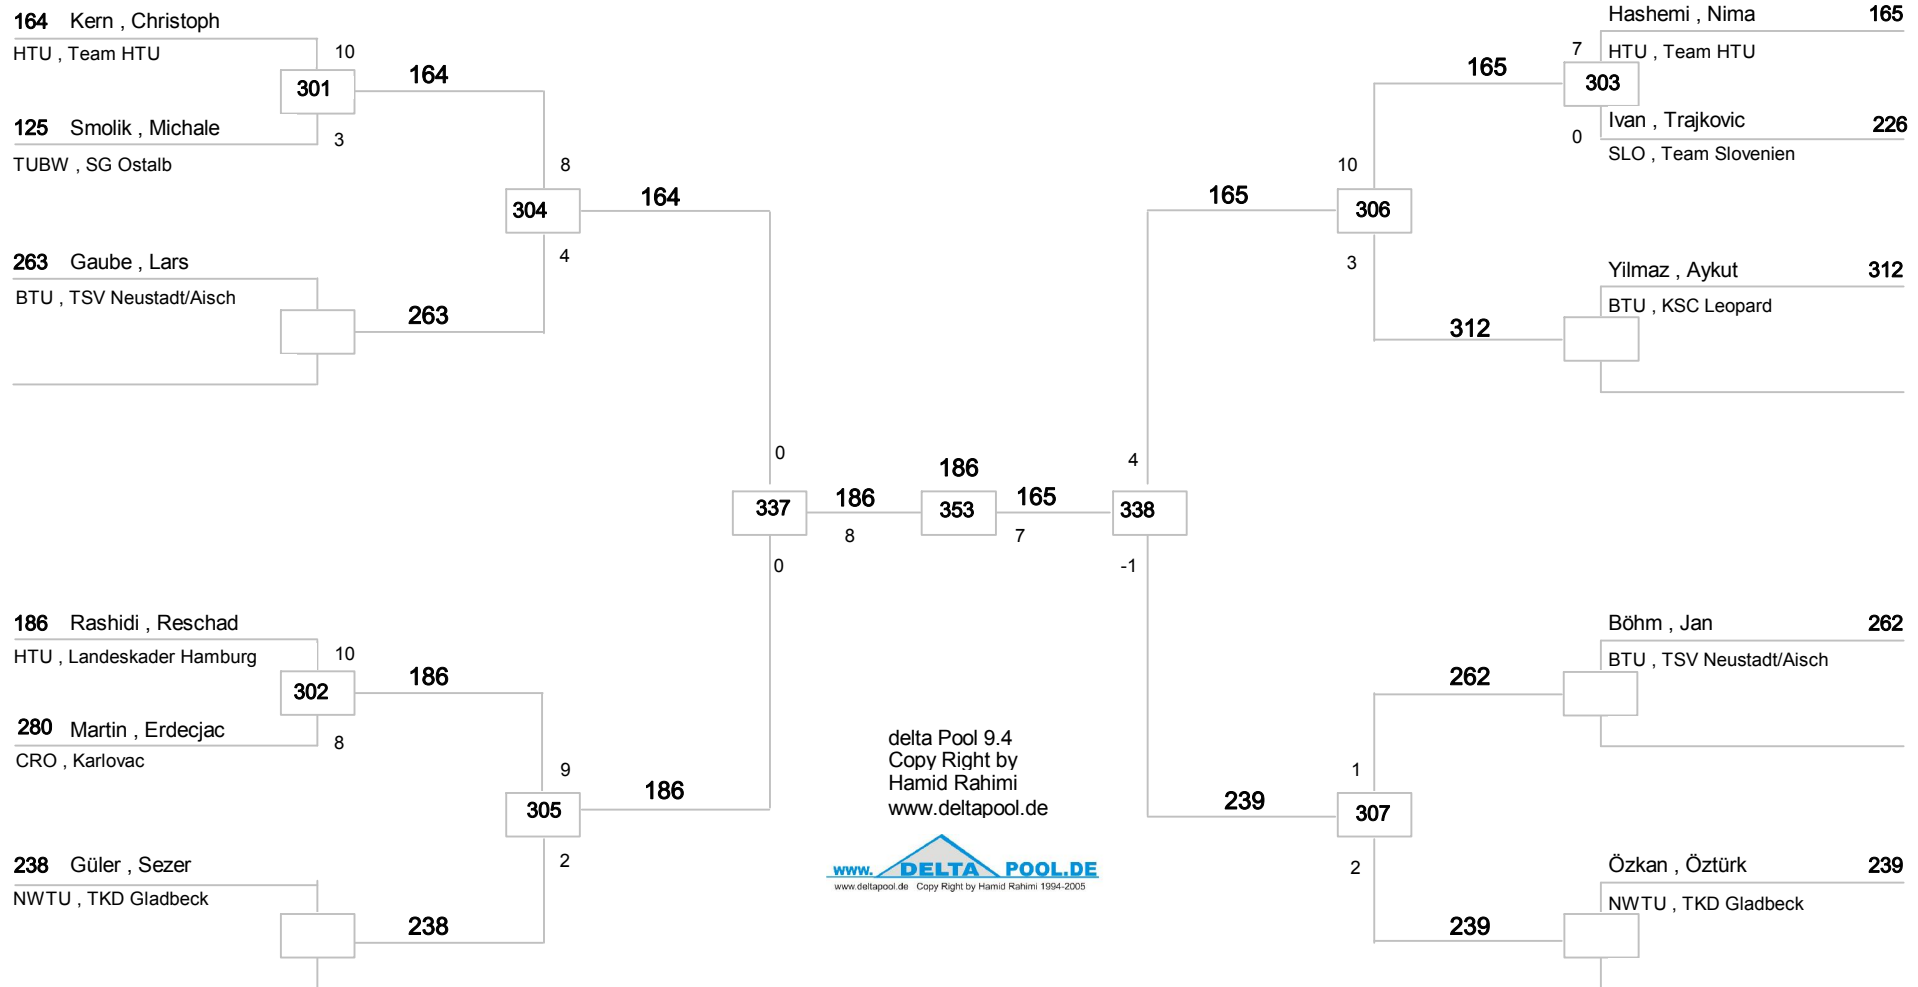 164 Kern , Christoph
HTU , Team HTU
10
301
164
125 Smolik , Michale
3
TUBW , SG Ostalb
8
304
164
4
263 Gaube , Lars
BTU , TSV Neustadt/Aisch
263
0
337
186
8
0
186 Rashidi , Reschad
HTU , Landeskader Hamburg
10
302
186
280 Martin , Erdecjac
8
CRO , Karlovac
9
305
186
2
238 Güler , Sezer
NWTU , TKD Gladbeck
238
186
353
165
7
4
338
-1
Hashemi , Nima 165
7
HTU , Team HTU
165
303
Ivan , Trajkovic 226
0
SLO , Team Slovenien
10
165
306
3
Yilmaz , Aykut 312
BTU , KSC Leopard
312
Böhm , Jan 262
BTU , TSV Neustadt/Aisch
262
1
239
307
2
Özkan , Öztürk 239
NWTU , TKD Gladbeck
239
delta Pool 9.4
Copy Right by
Hamid Rahimi
www.deltapool.de
www. DELTA POOL.DE
www.deltapool.de Copy Right by Hamid Rahimi 1994-2005